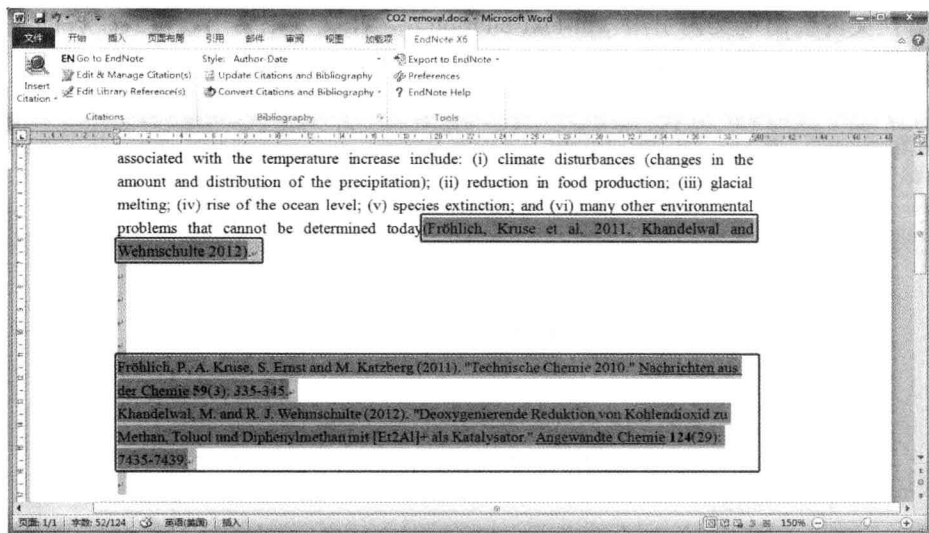 CO2 removal.docx - Microsoft Word
文件 开始 插入 页面布局 引用 邮件 审阅 视图 加载项 EndNote X6
EN Go to EndNote
Style: Author-Date
Export to EndNote
Insert Citation
Edit & Manage Citation(s)
Update Citations and Bibliography
Preferences
Edit Library Reference(s)
Convert Citations and Bibliography
EndNote Help
Citations
Bibliography
Tools
associated with the temperature increase include: (i) climate disturbances (changes in the
amount and distribution of the precipitation); (ii) reduction in food production; (iii) glacial
melting; (iv) rise of the ocean level; (v) species extinction; and (vi) many other environmental
problems that cannot be determined today(Fröhlich, Kruse et al. 2011, Khandelwal and
Wehmschulte 2012).
Fröhlich, P., A. Kruse, S. Ernst and M. Katzberg (2011). "Technische Chemie 2010." Nachrichten aus
der Chemie 59(3): 335-345.
Khandelwal, M. and R. J. Wehmschulte (2012). "Deoxygenierende Reduktion von Kohlendioxid zu
Methan, Toluol und Diphenylmethan mit [Et2Al]+ als Katalysator." Angewandte Chemie 124(29):
7435-7439.
页面: 1/1 字数: 52/124 英语(美国) 插入 150%